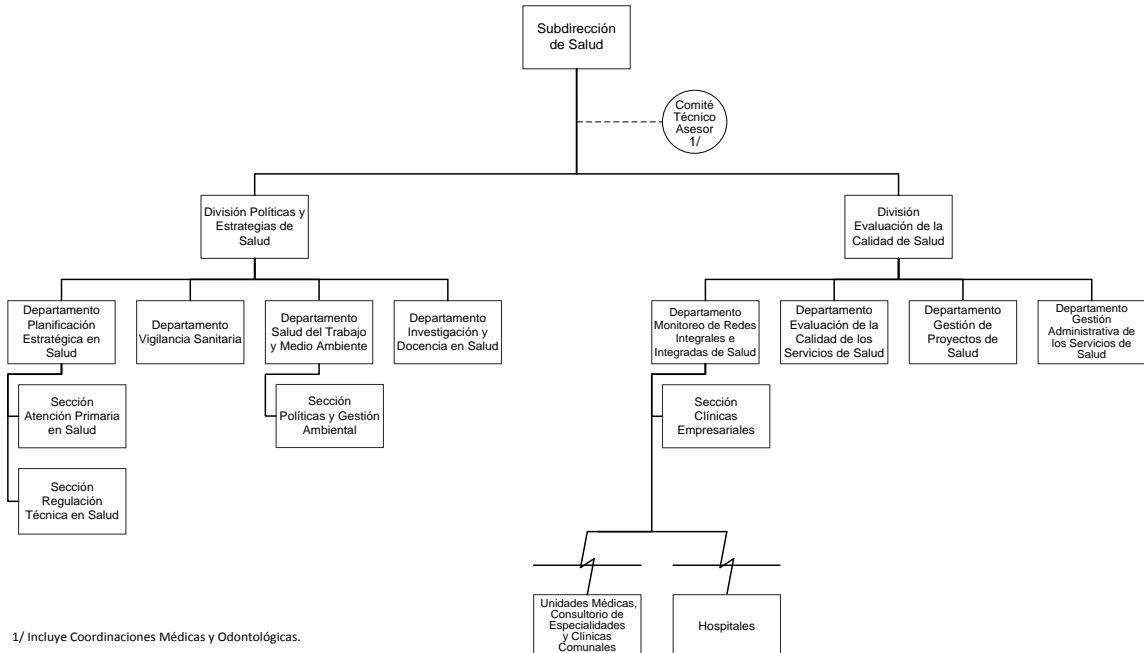 Subdirección
de Salud
Comité
Técnico
Asesor
1/
División Políticas y
Estrategias de
Salud
División
Evaluación de la
Calidad de Salud
Departamento
Planificación
Estratégica en
Salud
Departamento
Vigilancia Sanitaria
Departamento
Salud del Trabajo
y Medio Ambiente
Departamento
Investigación y
Docencia en Salud
Departamento
Monitoreo de Redes
Integrales e
Integradas de Salud
Departamento
Evaluación de la
Calidad de los
Servicios de Salud
Departamento
Gestión de
Proyectos de
Salud
Departamento
Gestión
Administrativa de
los Servicios de
Salud
Sección
Atención Primaria
en Salud
Sección
Políticas y Gestión
Ambiental
Sección
Clínicas
Empresariales
Sección
Regulación
Técnica en Salud
Unidades Médicas,
Consultorio de
Especialidades
y Clínicas
Comunales
Hospitales
1/ Incluye Coordinaciones Médicas y Odontológicas.